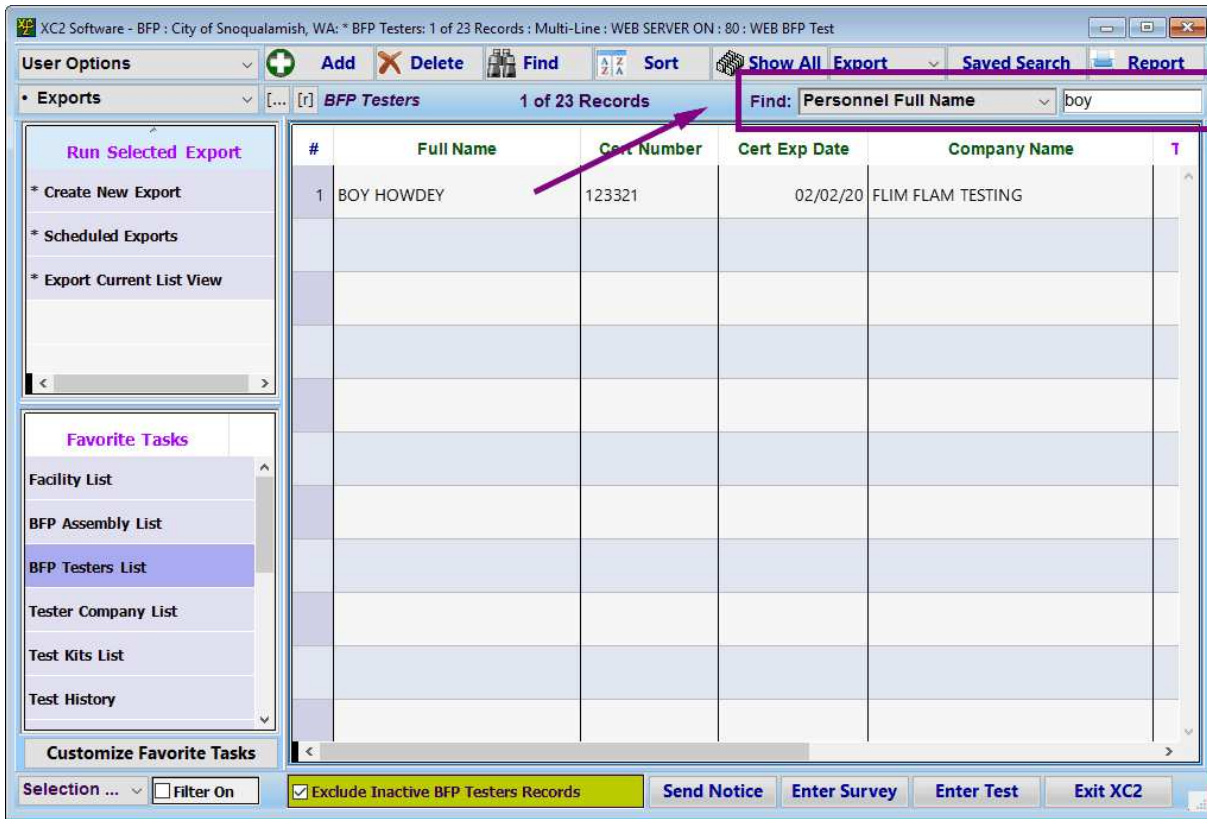 XC2 Software - BFP : City of Snoqualamish, WA: * BFP Testers: 1 of 23 Records : Multi-Line : WEB SERVER ON : 80 : WEB BFP Test
User Options Add Delete Find Sort Show All Export Saved Search Report
• Exports [... [r] BFP Testers 1 of 23 Records Find: Personnel Full Name boy
Run Selected Export
* Create New Export
* Scheduled Exports
* Export Current List View
# Full Name Cert Number Cert Exp Date Company Name T
1 BOY HOWDEY 123321 02/02/20 FLIM FLAM TESTING
Favorite Tasks
Facility List
BFP Assembly List
BFP Testers List
Tester Company List
Test Kits List
Test History
Customize Favorite Tasks
Selection ... Filter On Exclude Inactive BFP Testers Records Send Notice Enter Survey Enter Test Exit XC2